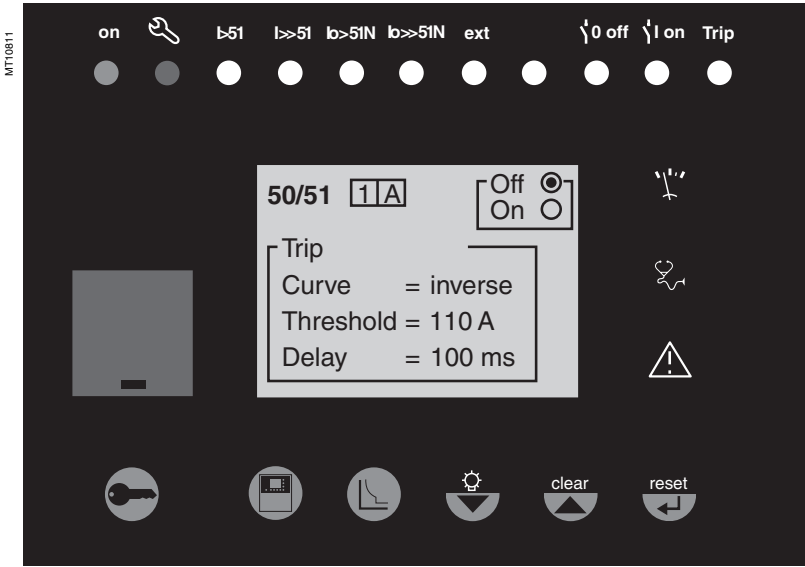 MT10811
on I>51 I>>51 Io>51N Io>>51N ext 0 off I on Trip
50/51 1 A
Off
On
Trip
Curve = inverse
Threshold = 110 A
Delay = 100 ms
clear reset